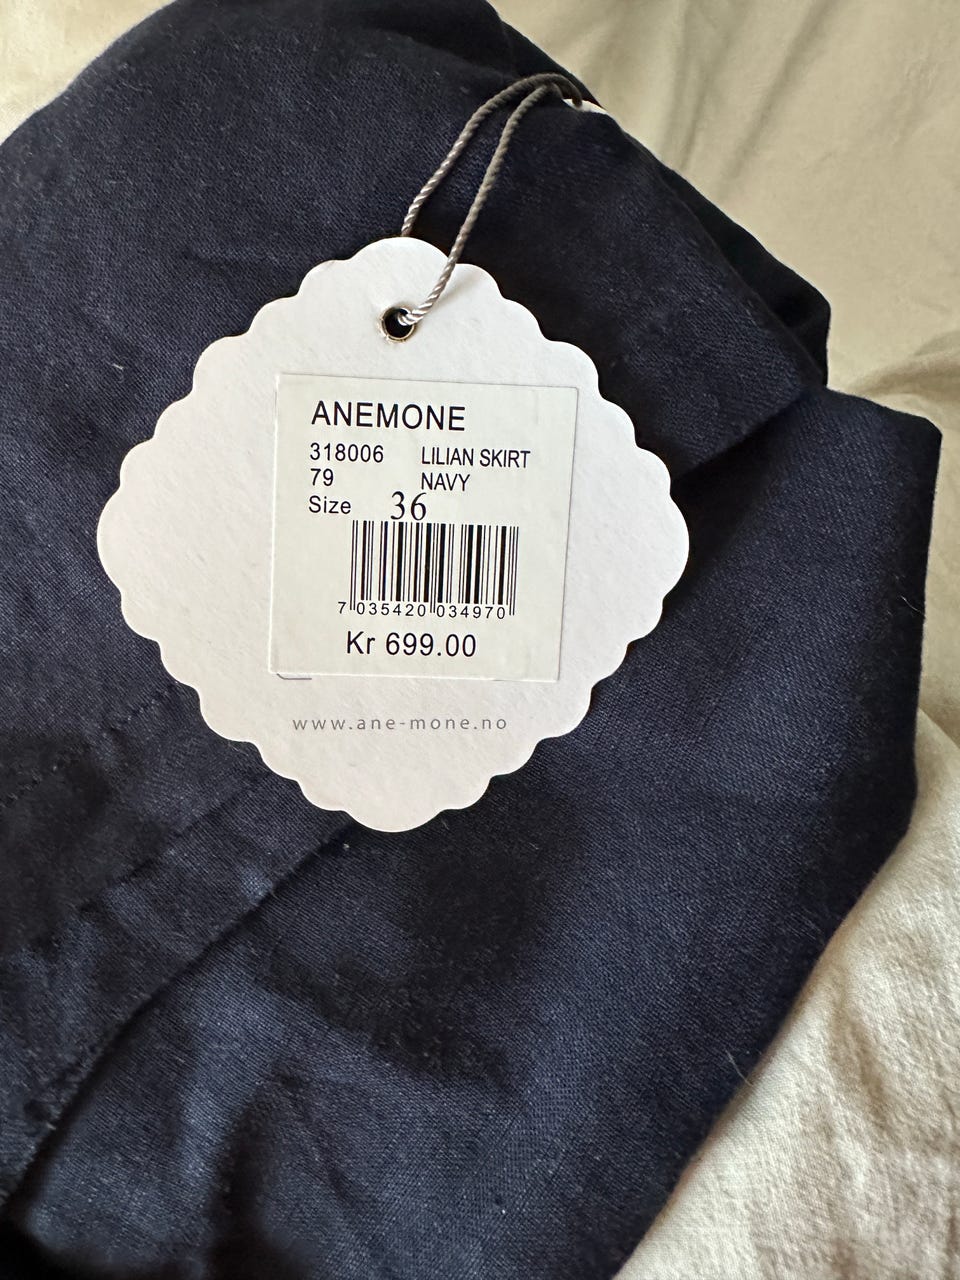 ANEMONE
318006 LILIAN SKIRT
79 NAVY
Size 36
7 035420 034970
Kr 699.00
www.ane-mone.no